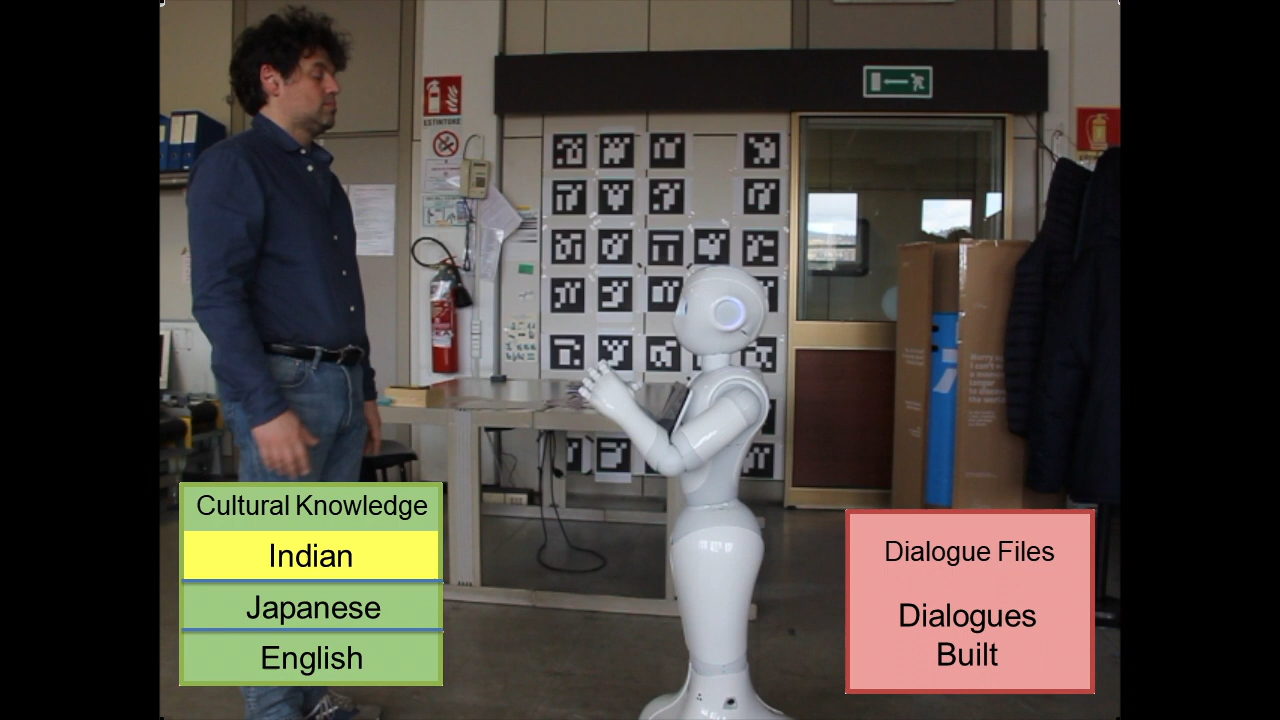 ESTINTORE
Cultural Knowledge
Indian
Japanese
English
Dialogue Files
Dialogues
Built